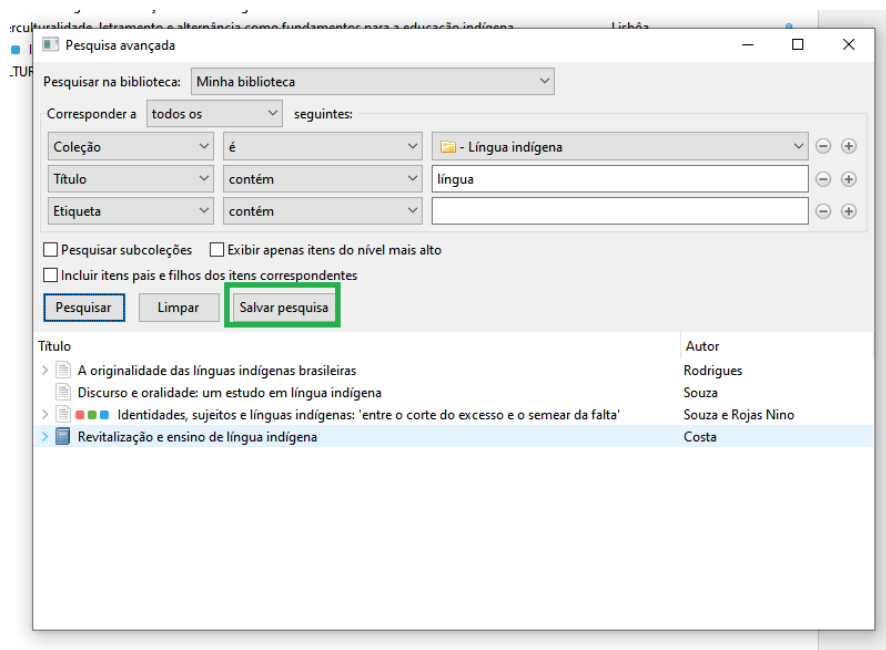 erculturalidade, letramento e alternância como fundamentos para a educação indígena Lisbôa
LTUR
Pesquisa avançada
Pesquisar na biblioteca: Minha biblioteca
Corresponder a todos os seguintes:
Coleção é - Língua indígena
Título contém língua
Etiqueta contém
Pesquisar subcoleções Exibir apenas itens do nível mais alto
Incluir itens pais e filhos dos itens correspondentes
Pesquisar Limpar Salvar pesquisa
Título Autor
A originalidade das línguas indígenas brasileiras Rodrigues
Discurso e oralidade: um estudo em língua indígena Souza
Identidades, sujeitos e línguas indígenas: 'entre o corte do excesso e o semear da falta' Souza e Rojas Nino
Revitalização e ensino de língua indígena Costa